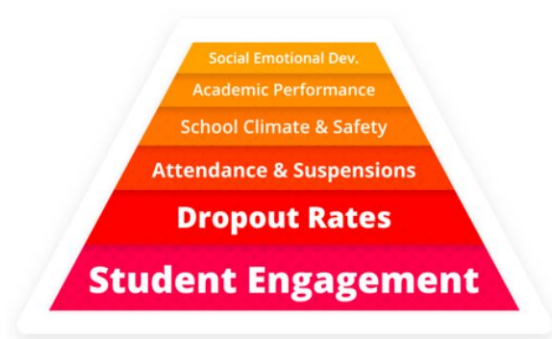 Social Emotional Dev.
Academic Performance
School Climate & Safety
Attendance & Suspensions
Dropout Rates
Student Engagement